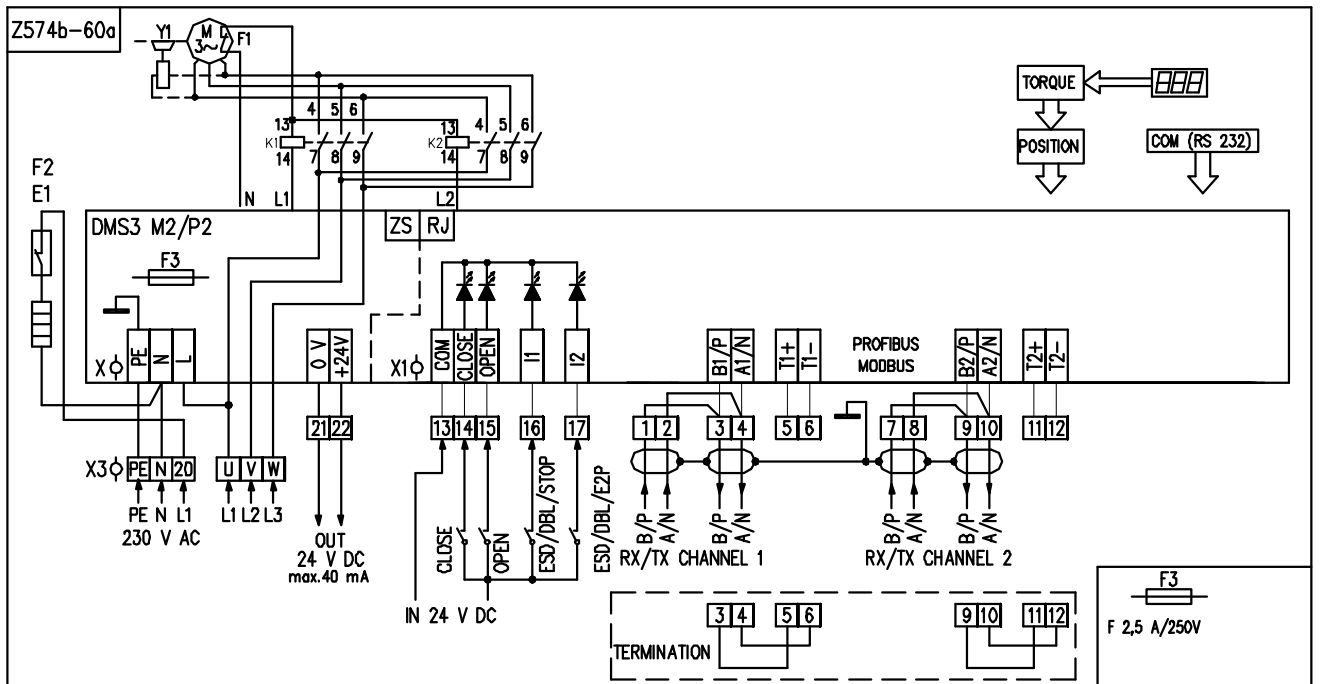 Z574b-60a
Y1
M
3~
F1
TORQUE
POSITION
COM (RS 232)
4 5 6
13
K1
14
7 8 9
13
K2
14
4 5 6
7 8 9
F2
E1
N L1
L2
DMS3 M2/P2
ZS RJ
F3
X
PE N L
0 V +24V
X1
COM CLOSE OPEN I1 I2
B1/P A1/N T1+ T1-
PROFIBUS
MODBUS
B2/P A2/N T2+ T2-
21 22
13 14 15 16 17
1 2 3 4 5 6
7 8 9 10 11 12
X3
PE N 20
U V W
PE N L1
230 V AC
L1 L2 L3
OUT
24 V DC
max.40 mA
CLOSE
OPEN
ESD/DBL/STOP
ESD/DBL/E2P
IN 24 V DC
B/P A/N B/P A/N
RX/TX CHANNEL 1
B/P A/N B/P A/N
RX/TX CHANNEL 2
TERMINATION
3 4 5 6
9 10 11 12
F3
F 2,5 A/250V